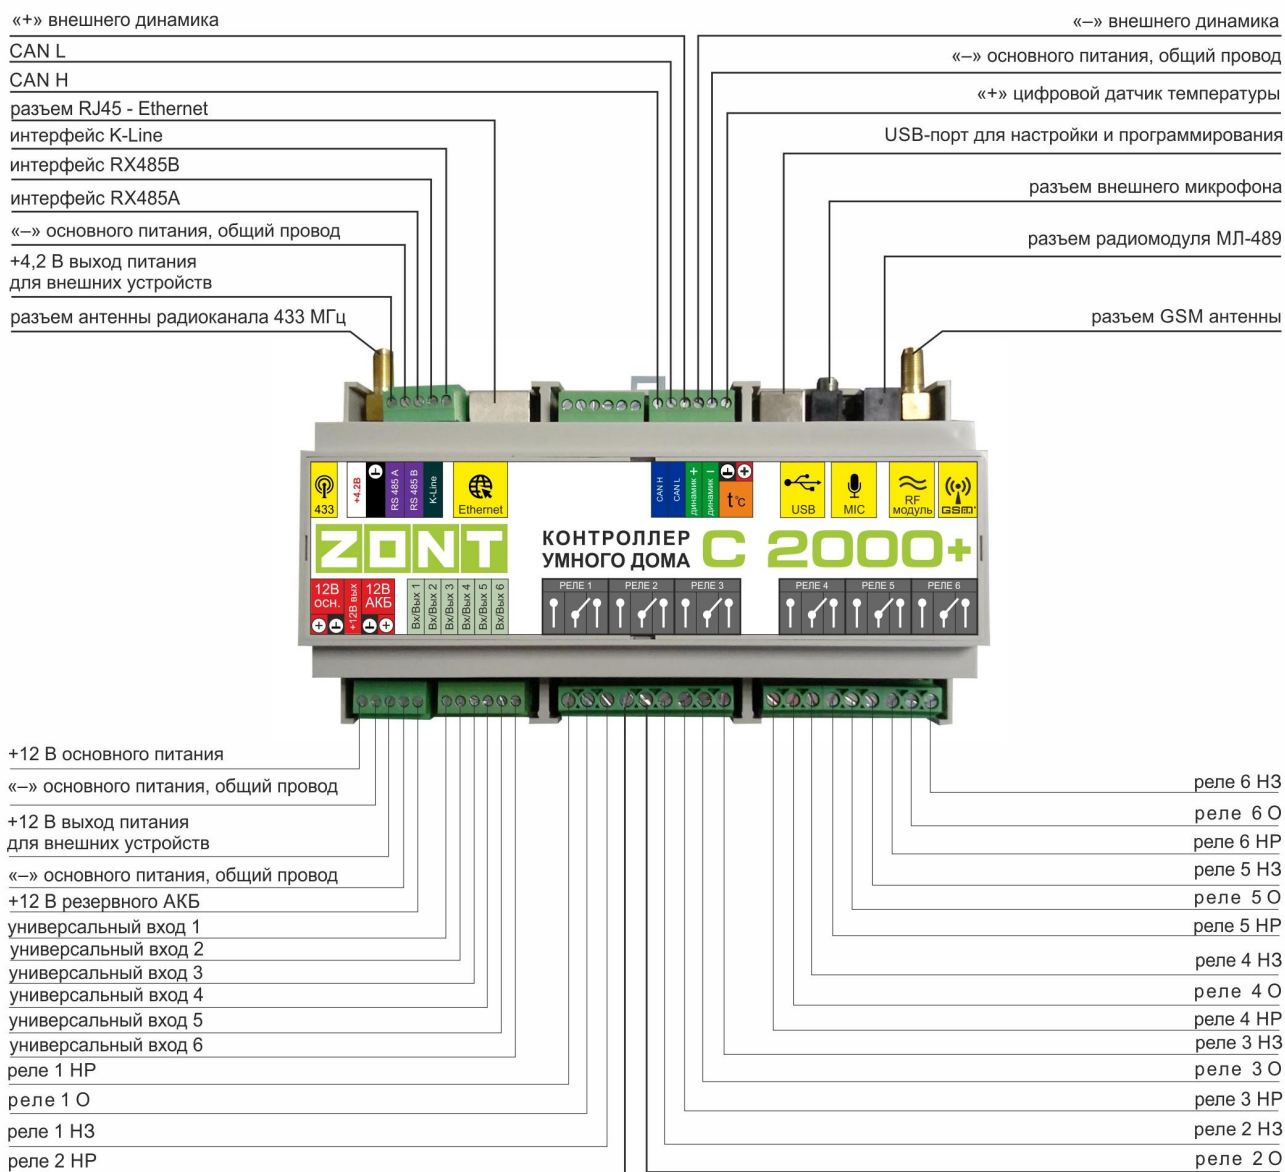 «+» внешнего динамика
CAN L
CAN H
разъем RJ45 - Ethernet
интерфейс K-Line
интерфейс RX485B
интерфейс RX485A
«–» основного питания, общий провод
+4,2 В выход питания
для внешних устройств
разъем антенны радиоканала 433 МГц
«–» внешнего динамика
«–» основного питания, общий провод
«+» цифровой датчик температуры
USB-порт для настройки и программирования
разъем внешнего микрофона
разъем радиомодуля МЛ-489
разъем GSM антенны
433
+4.2В
RS 485 A
RS 485 B
K-Line
Ethernet
CAN H
CAN L
динамик +
динамик –
t°C
USB
MIC
RF
модуль
GSM
ZONT
КОНТРОЛЛЕР
УМНОГО ДОМА
C 2000+
12В
осн.
+12В вых
12В
АКБ
Вх/Вых 1
Вх/Вых 2
Вх/Вых 3
Вх/Вых 4
Вх/Вых 5
Вх/Вых 6
РЕЛЕ 1
РЕЛЕ 2
РЕЛЕ 3
РЕЛЕ 4
РЕЛЕ 5
РЕЛЕ 6
+12 В основного питания
«–» основного питания, общий провод
+12 В выход питания
для внешних устройств
«–» основного питания, общий провод
+12 В резервного АКБ
универсальный вход 1
универсальный вход 2
универсальный вход 3
универсальный вход 4
универсальный вход 5
универсальный вход 6
реле 1 НР
реле 1 О
реле 1 НЗ
реле 2 НР
реле 6 НЗ
реле 6 О
реле 6 НР
реле 5 НЗ
реле 5 О
реле 5 НР
реле 4 НЗ
реле 4 О
реле 4 НР
реле 3 НЗ
реле 3 О
реле 3 НР
реле 2 НЗ
реле 2 О